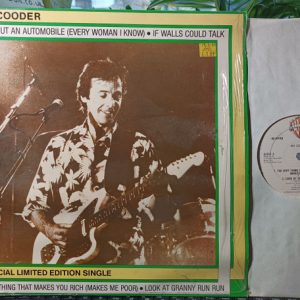 COODER
UT AN AUTOMOBILE (EVERY WOMAN I KNOW) • IF WALLS COULD TALK
CIAL LIMITED EDITION SINGLE
THING THAT MAKES YOU RICH (MAKES ME POOR) • LOOK AT GRANNY RUN RUN